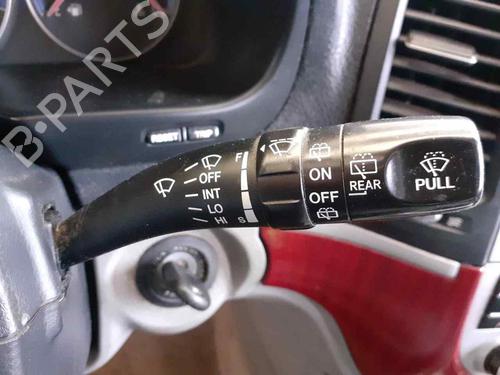 B-PARTS
RESET
TRIP
OFF
INT
LO
HI
F
S
ON
OFF
REAR
PULL